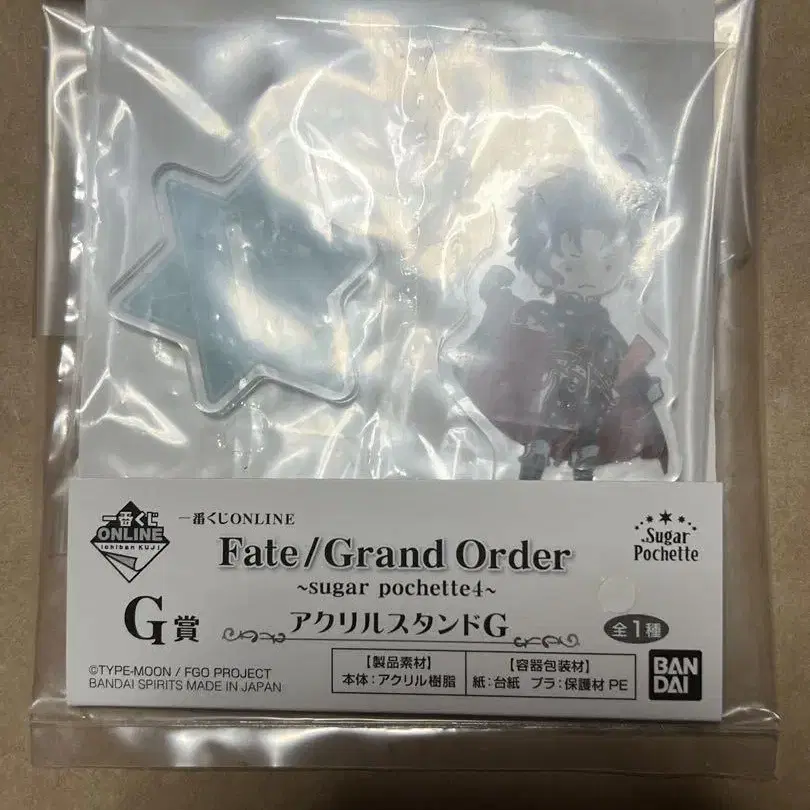 一番くじ
ONLINE
Ichiban KUJI
一番くじONLINE
Fate/Grand Order
~sugar pochette4~
Sugar
Pochette
G賞
アクリルスタンドG
全1種
©TYPE-MOON / FGO PROJECT
BANDAI SPIRITS MADE IN JAPAN
【製品素材】
本体:アクリル樹脂
【容器包装材】
紙:台紙 プラ:保護材 PE
BAN
DAI